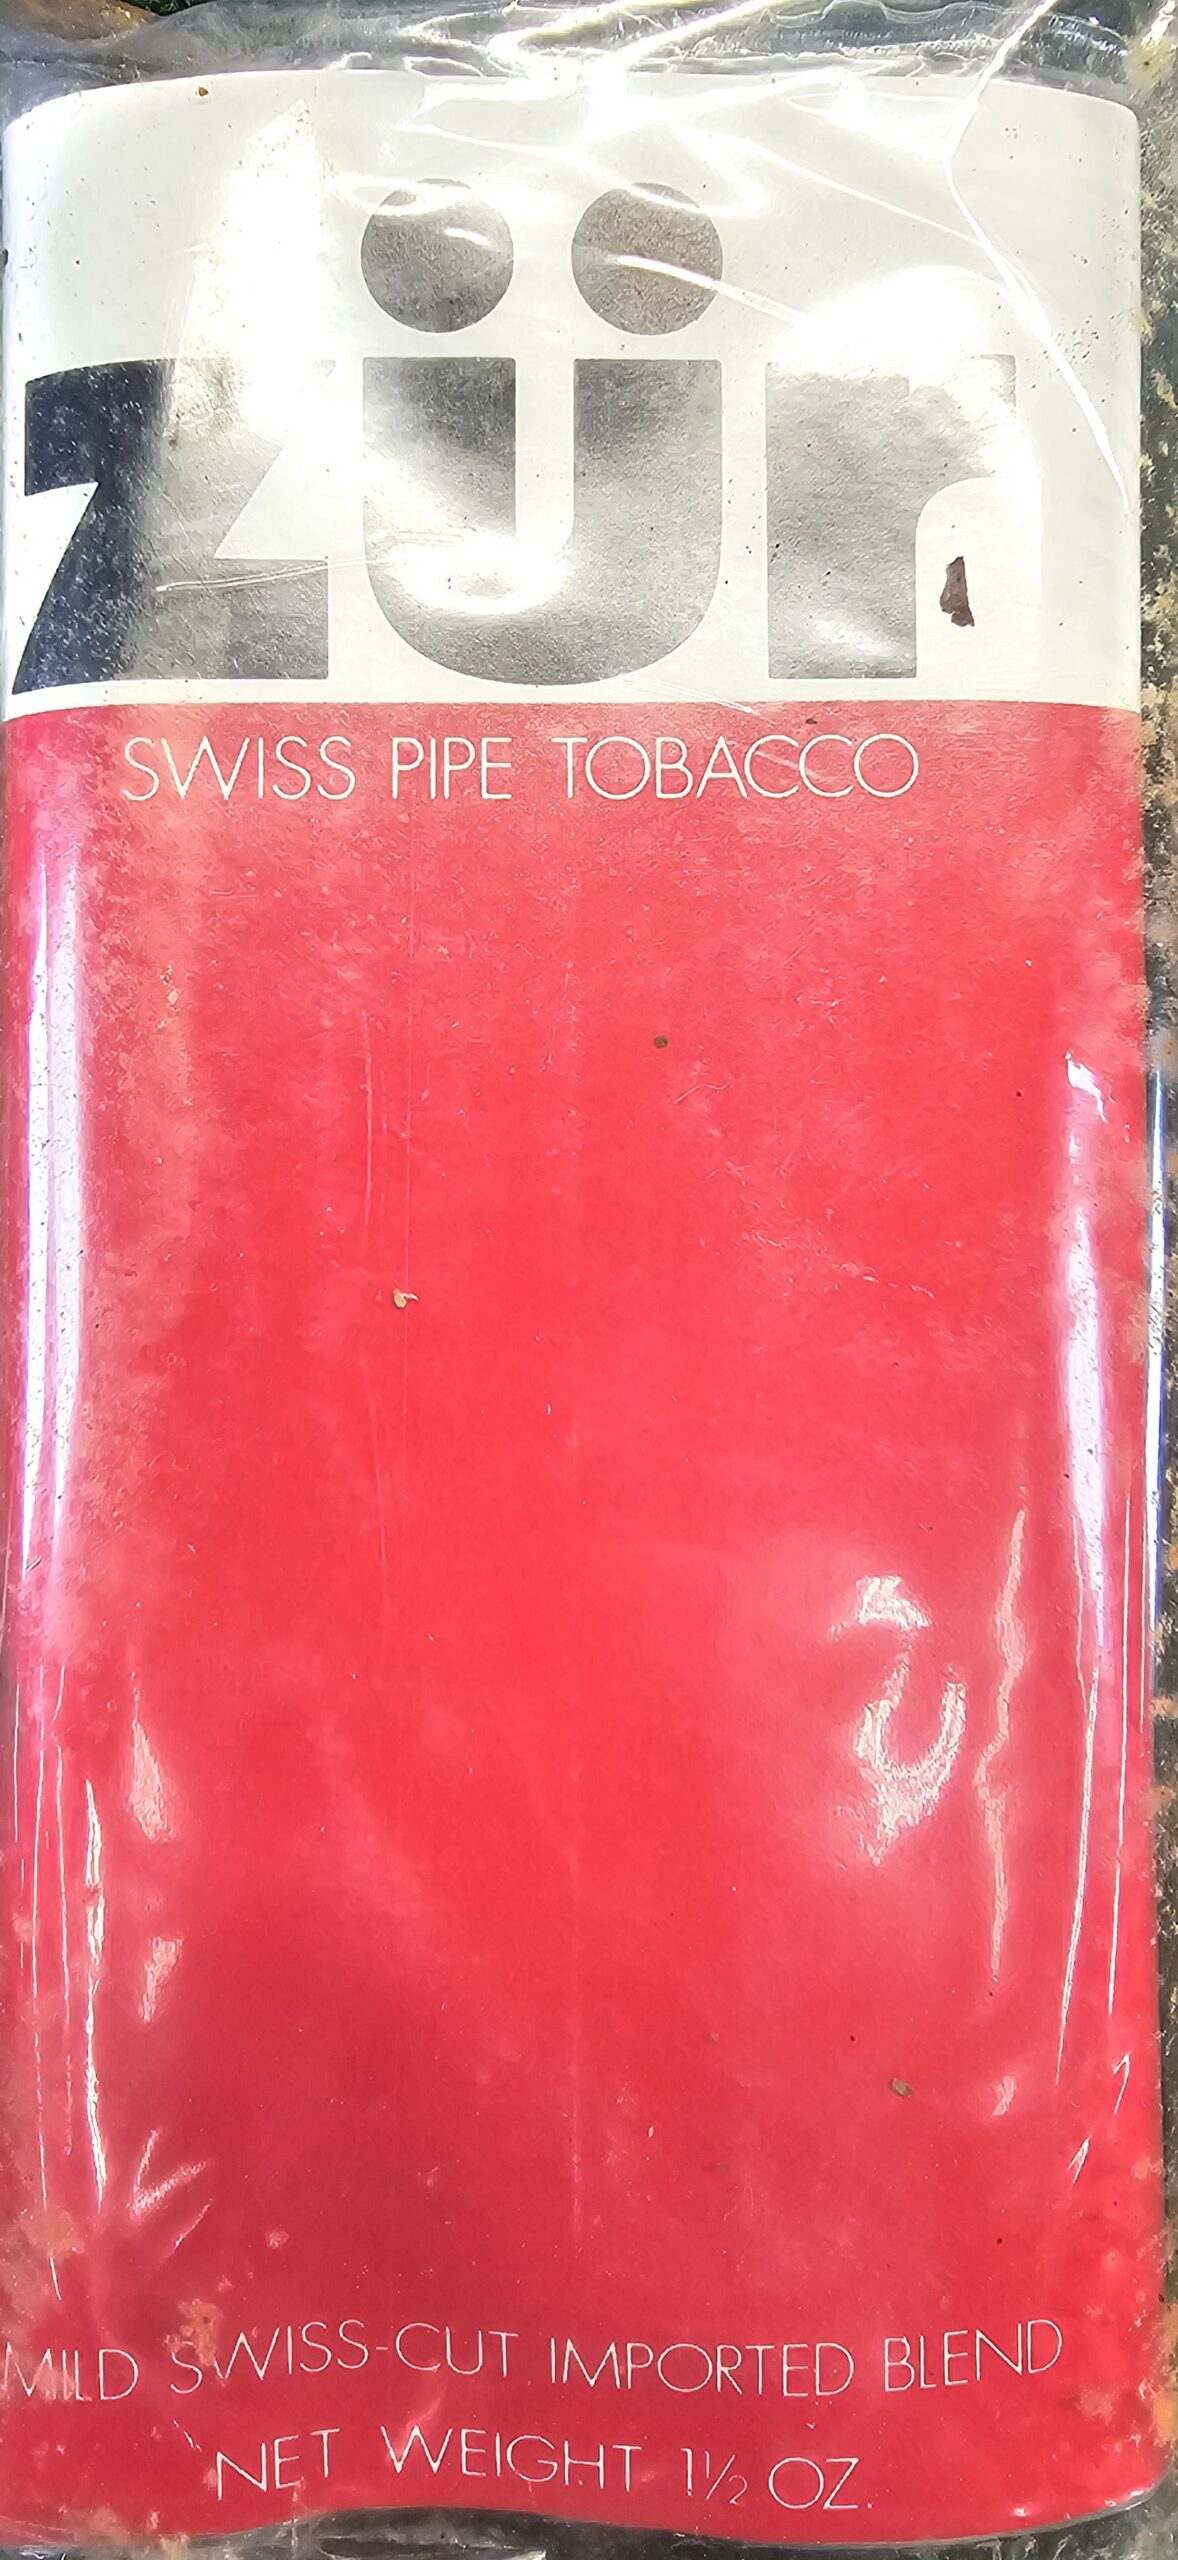 zür
SWISS PIPE TOBACCO
MILD SWISS-CUT IMPORTED BLEND
NET WEIGHT 1½ OZ.